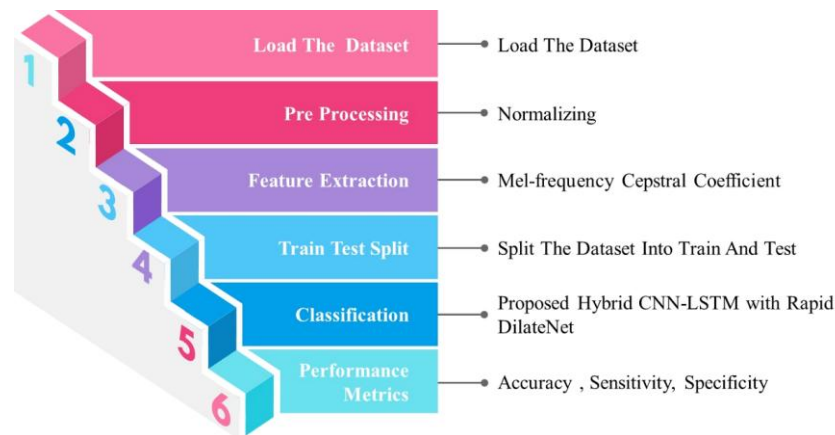 1
Load The Dataset
Load The Dataset
2
Pre Processing
Normalizing
3
Feature Extraction
Mel-frequency Cepstral Coefficient
4
Train Test Split
Split The Dataset Into Train And Test
5
Classification
Proposed Hybrid CNN-LSTM with Rapid
DilateNet
6
Performance
Metrics
Accuracy , Sensitivity, Specificity